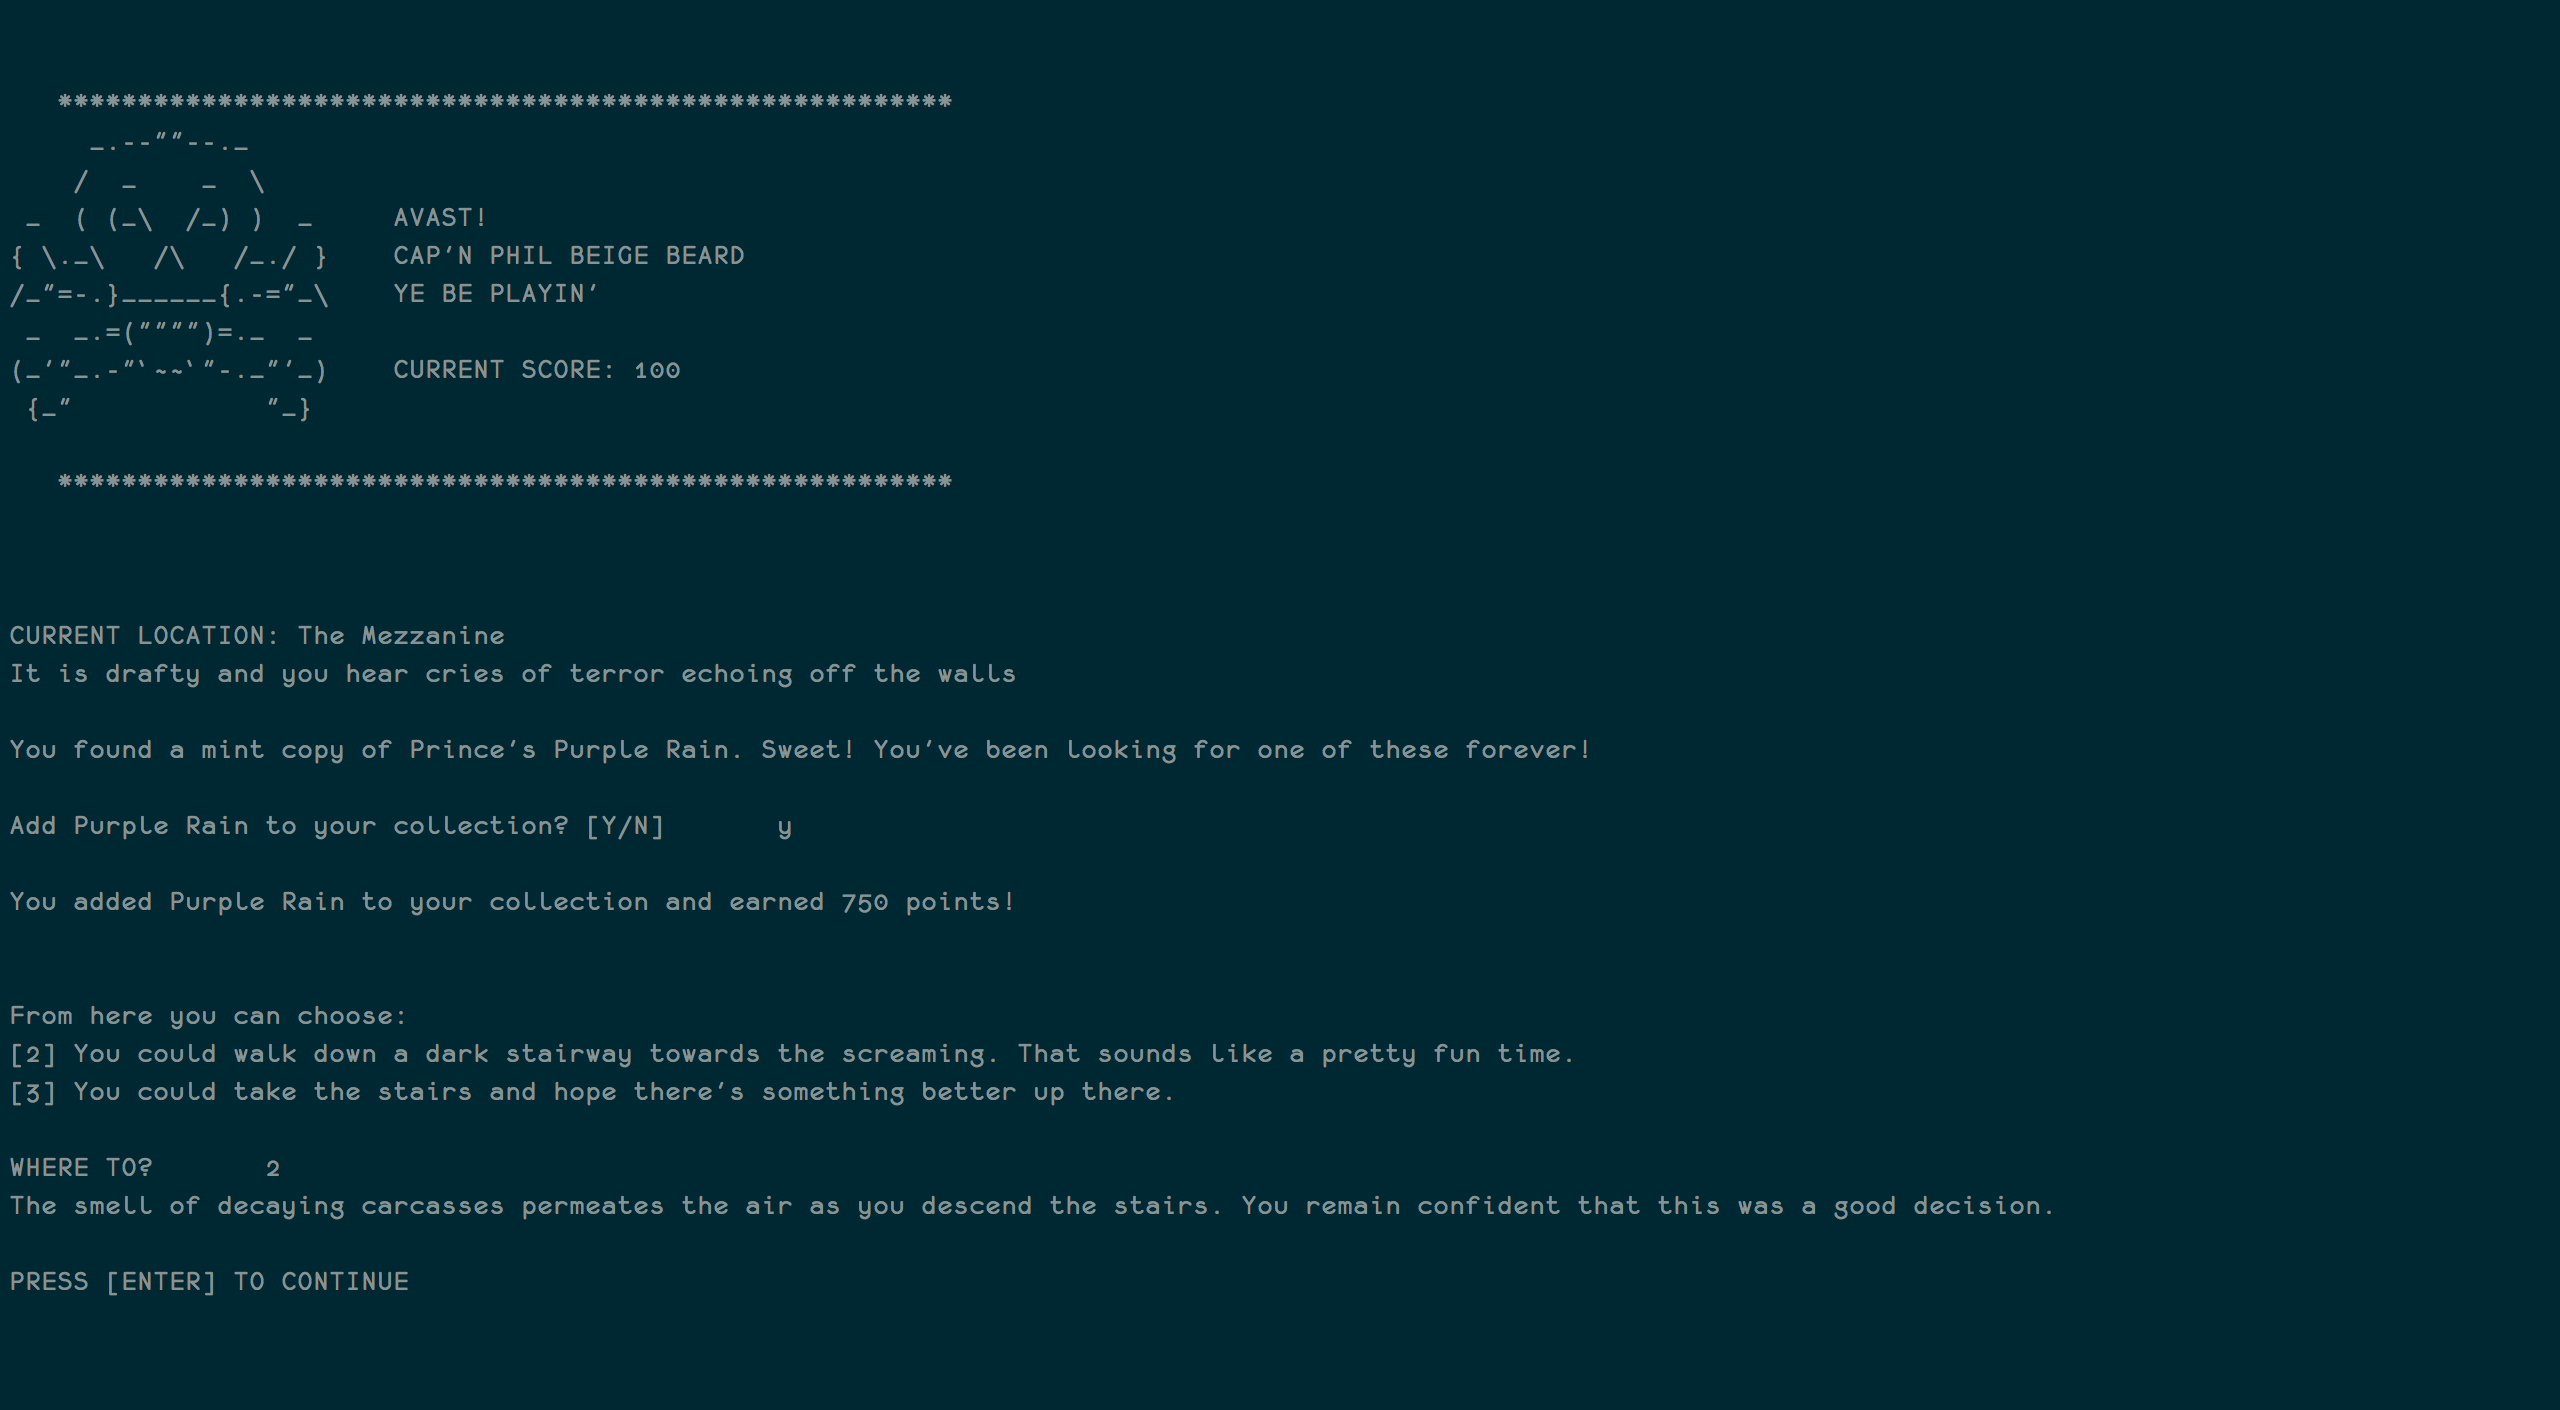 ********************************************************
     _.--""--._
    /  _    _  \
 _  ( (_\  /_) )  _     AVAST!
{ \._\   /\   /_./ }    CAP'N PHIL BEIGE BEARD
/_"=-.}______{.-="_\    YE BE PLAYIN'
 _  _.=("""")=._  _
(_'"_.-"`~~`"-._"'_)    CURRENT SCORE: 100
 {_"            "_}
********************************************************
CURRENT LOCATION: The Mezzanine
It is drafty and you hear cries of terror echoing off the walls
You found a mint copy of Prince's Purple Rain. Sweet! You've been looking for one of these forever!
Add Purple Rain to your collection? [Y/N]       y
You added Purple Rain to your collection and earned 750 points!
From here you can choose:
[2] You could walk down a dark stairway towards the screaming. That sounds like a pretty fun time.
[3] You could take the stairs and hope there's something better up there.
WHERE TO?       2
The smell of decaying carcasses permeates the air as you descend the stairs. You remain confident that this was a good decision.
PRESS [ENTER] TO CONTINUE